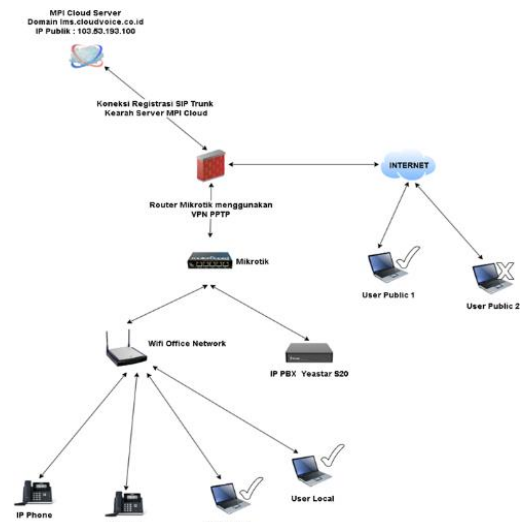 MPI Cloud Server
Domain lms.cloudvoice.co.id
IP Publik : 103.53.193.100
Koneksi Registrasi SIP Trunk
Kearah Server MPI Cloud
INTERNET
Router Mikrotik menggunakan
VPN PPTP
Mikrotik
User Public 1
User Public 2
Wifi Office Network
IP PBX Yeastar S20
User Local
IP Phone